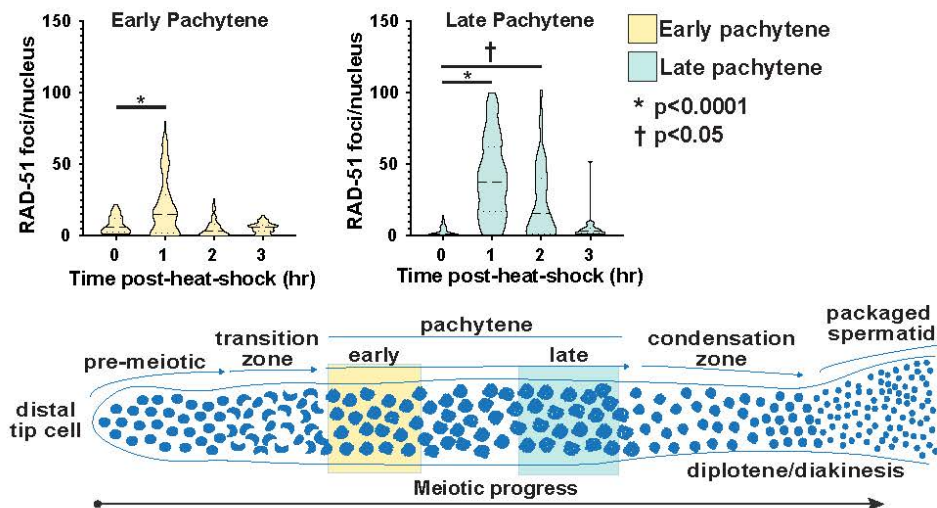 Early Pachytene
RAD-51 foci/nucleus
150
100
50
0
*
0 1 2 3
Time post-heat-shock (hr)
Late Pachytene
RAD-51 foci/nucleus
150
100
50
0
†
*
0 1 2 3
Time post-heat-shock (hr)
Early pachytene
Late pachytene
* p<0.0001
† p<0.05
distal
tip cell
pre-meiotic
transition
zone
pachytene
early
late
condensation
zone
packaged
spermatid
diplotene/diakinesis
Meiotic progress